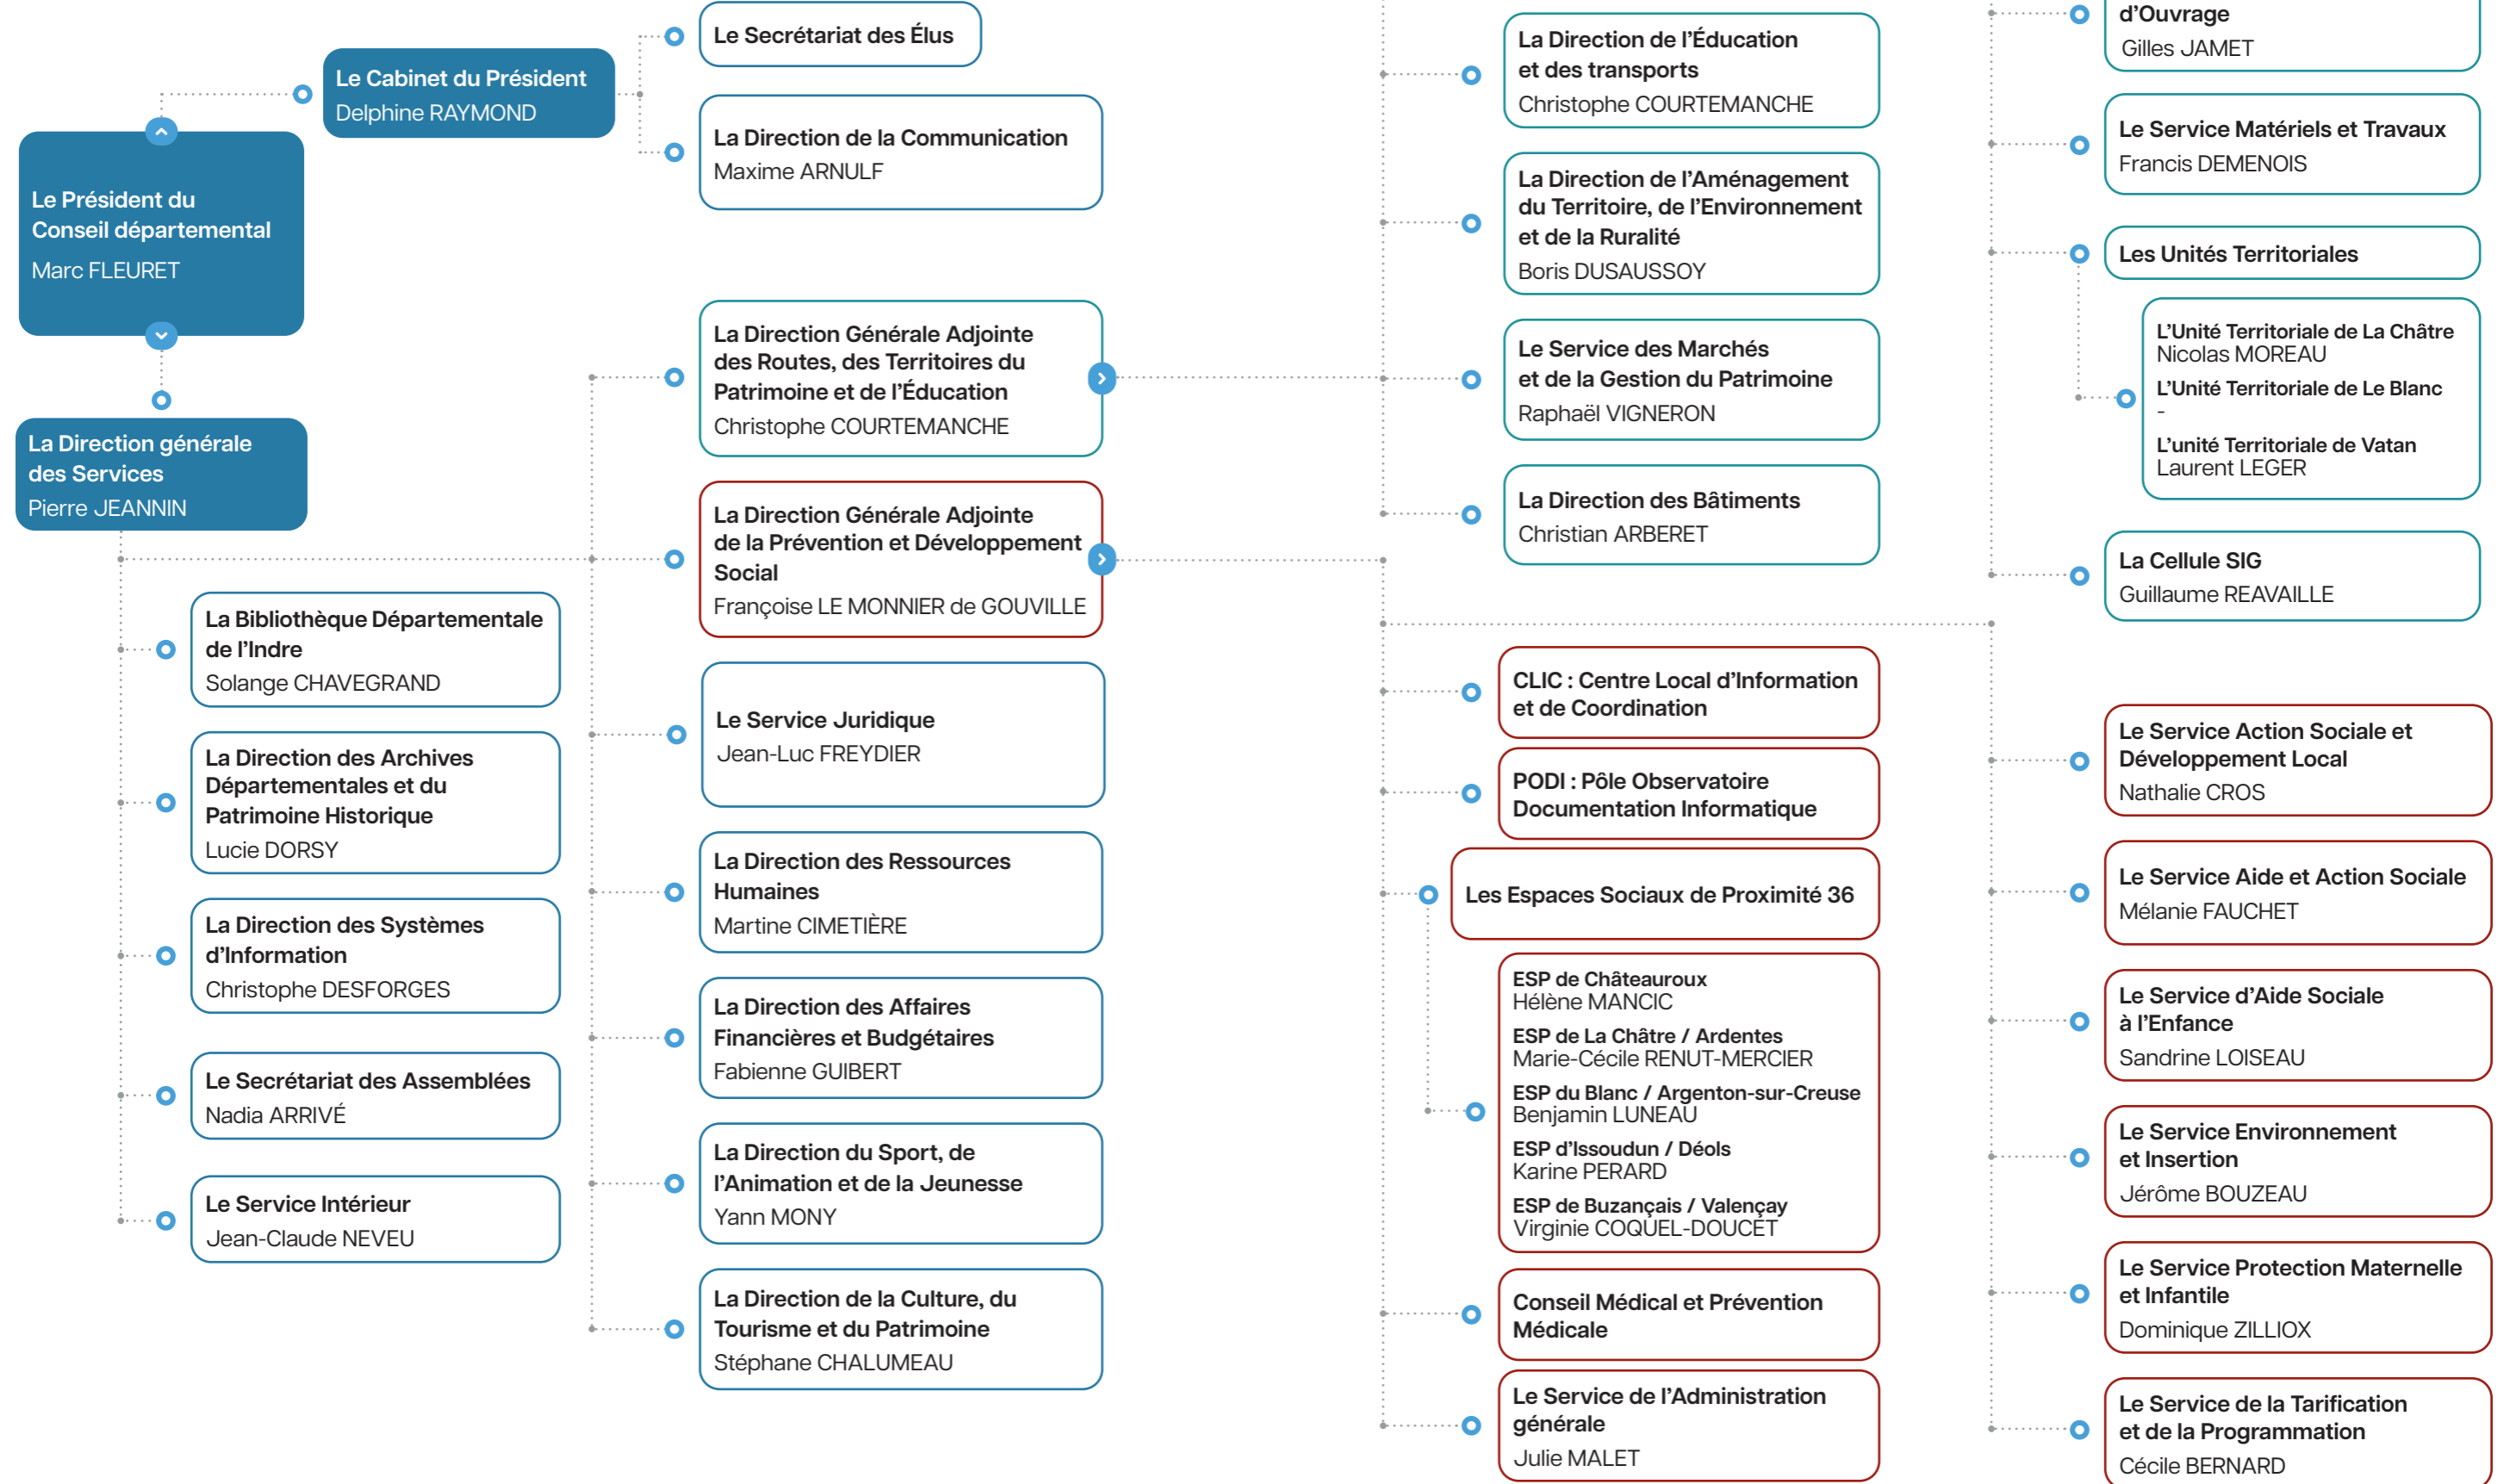 Le Secrétariat des Élus
Le Cabinet du Président
Delphine RAYMOND
La Direction de la Communication
Maxime ARNULF
Le Président du
Conseil départemental
Marc FLEURET
La Direction générale
des Services
Pierre JEANNIN
La Bibliothèque Départementale
de l'Indre
Solange CHAVEGRAND
La Direction des Archives
Départementales et du
Patrimoine Historique
Lucie DORSY
La Direction des Systèmes
d'Information
Christophe DESFORGES
Le Secrétariat des Assemblées
Nadia ARRIVÉ
Le Service Intérieur
Jean-Claude NEVEU
La Direction Générale Adjointe
des Routes, des Territoires du
Patrimoine et de l'Éducation
Christophe COURTEMANCHE
La Direction Générale Adjointe
de la Prévention et Développement
Social
Françoise LE MONNIER de GOUVILLE
Le Service Juridique
Jean-Luc FREYDIER
La Direction des Ressources
Humaines
Martine CIMETIÈRE
La Direction des Affaires
Financières et Budgétaires
Fabienne GUIBERT
La Direction du Sport, de
l'Animation et de la Jeunesse
Yann MONY
La Direction de la Culture, du
Tourisme et du Patrimoine
Stéphane CHALUMEAU
La Direction de l'Éducation
et des transports
Christophe COURTEMANCHE
La Direction de l'Aménagement
du Territoire, de l'Environnement
et de la Ruralité
Boris DUSAUSSOY
Le Service des Marchés
et de la Gestion du Patrimoine
Raphaël VIGNERON
La Direction des Bâtiments
Christian ARBERET
CLIC : Centre Local d'Information
et de Coordination
PODI : Pôle Observatoire
Documentation Informatique
Les Espaces Sociaux de Proximité 36
ESP de Châteauroux
Hélène MANCIC
ESP de La Châtre / Ardentes
Marie-Cécile RENUT-MERCIER
ESP du Blanc / Argenton-sur-Creuse
Benjamin LUNEAU
ESP d'Issoudun / Déols
Karine PERARD
ESP de Buzançais / Valençay
Virginie COQUEL-DOUCET
Conseil Médical et Prévention
Médicale
Le Service de l'Administration
générale
Julie MALET
d'Ouvrage
Gilles JAMET
Le Service Matériels et Travaux
Francis DEMENOIS
Les Unités Territoriales
L'Unité Territoriale de La Châtre
Nicolas MOREAU
L'Unité Territoriale de Le Blanc
-
L'unité Territoriale de Vatan
Laurent LEGER
La Cellule SIG
Guillaume REAVAILLE
Le Service Action Sociale et
Développement Local
Nathalie CROS
Le Service Aide et Action Sociale
Mélanie FAUCHET
Le Service d'Aide Sociale
à l'Enfance
Sandrine LOISEAU
Le Service Environnement
et Insertion
Jérôme BOUZEAU
Le Service Protection Maternelle
et Infantile
Dominique ZILLIOX
Le Service de la Tarification
et de la Programmation
Cécile BERNARD